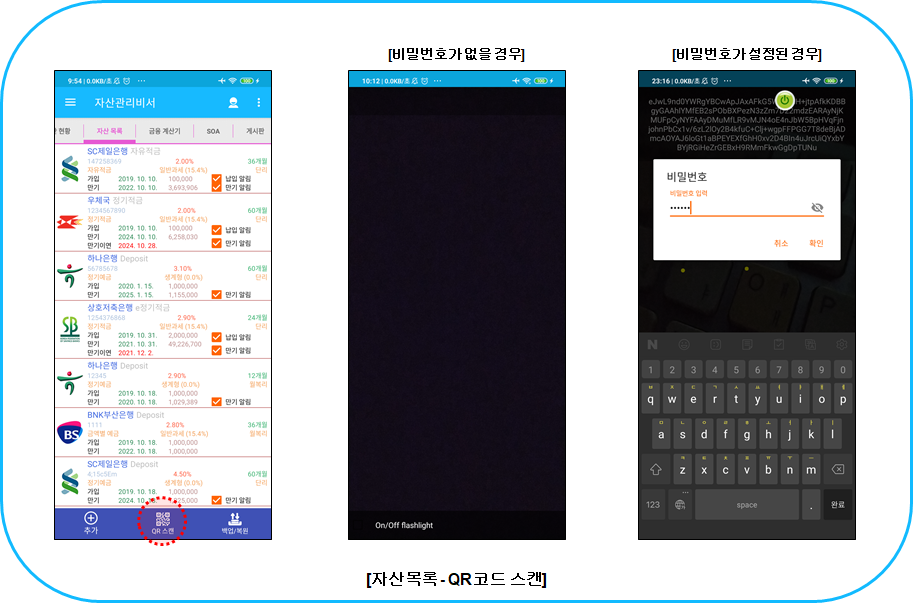 [비밀번호가 없을 경우]
[비밀번호가 설정된 경우]
9:54 | 0.0KB/초
자산관리비서
현황
자산 목록
금융 계산기
SOA
게시판
SC제일은행 자유적금
147258369 2.00% 36개월
자유적금 일반과세 (15.4%) 단리
가입 2019. 10. 10. 100,000 납입 알림
만기 2022. 10. 10. 3,693,906 만기 알림
우체국 정기적금
1234567890 2.00% 60개월
정기적금 일반과세 (15.4%) 단리
가입 2019. 10. 10. 100,000 납입 알림
만기 2024. 10. 10. 6,258,030
만기이연 2024. 10. 28. 만기 알림
하나은행 Deposit
56785678 3.10% 60개월
정기예금 생계형 (0.0%) 단리
가입 2020. 1. 15. 1,000,000
만기 2025. 1. 15. 1,155,000 만기 알림
상호저축은행 e정기적금
1254376868 2.90% 24개월
정기적금 일반과세 (15.4%) 단리
가입 2019. 10. 31. 2,000,000 납입 알림
만기 2021. 10. 31. 49,226,700
만기이연 2021. 12. 2. 만기 알림
하나은행 Deposit
12345 2.90% 12개월
정기예금 생계형 (0.0%) 월복리
가입 2019. 10. 18. 1,000,000
만기 2020. 10. 18. 1,029,389 만기 알림
BNK부산은행 Deposit
1111 2.80% 36개월
금액별 예금 일반과세 (15.4%) 월복리
가입 2019. 10. 18. 1,000,000
만기 2022. 10. 18. 1,000,000
SC제일은행 Deposit
4.50% 60개월
정기예금 일반과세 (15.4%) 단리
가입 2019. 10. 18. 1,000,000
만기 만기 알림
추가
QR 스캔
백업/복원
10:12 | 0.0KB/초
On/Off flashlight
23:16 | 0.0KB/초
비밀번호
비밀번호 입력
••••••
취소 확인
1 2 3 4 5 6 7 8 9 0
q w e r t y u i o p
a s d f g h j k l
z x c v b n m
123 space . 완료
[자산 목록 - QR 코드 스캔]